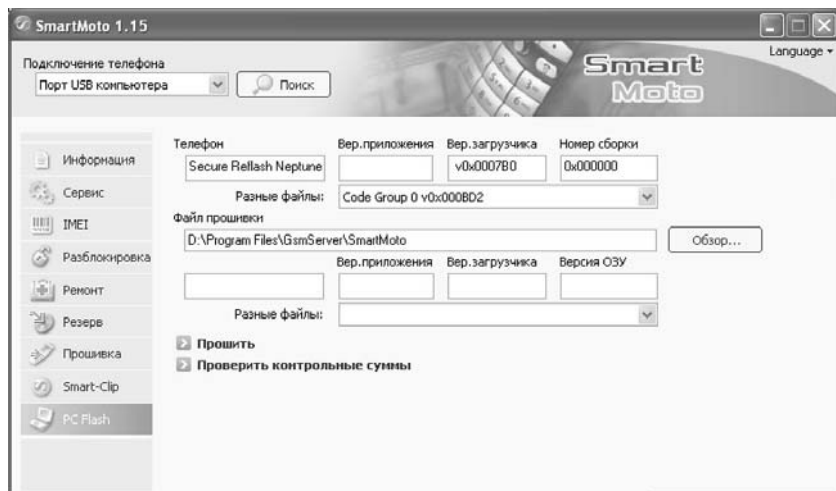 SmartMoto 1.15
Language
Подключение телефона
Порт USB компьютера
Поиск
Smart
Moto
Информация
Сервис
IMEI
Разблокировка
Ремонт
Резерв
Прошивка
Smart-Clip
PC Flash
Телефон Вер.приложения Вер.загрузчика Номер сборки
Secure Reflash Neptune v0x0007B0 0x000000
Разные файлы: Code Group 0 v0x000BD2
Файл прошивки
D:\Program Files\GsmServer\SmartMoto Обзор...
Вер.приложения Вер.загрузчика Версия ОЗУ
Разные файлы:
Прошить
Проверить контрольные суммы